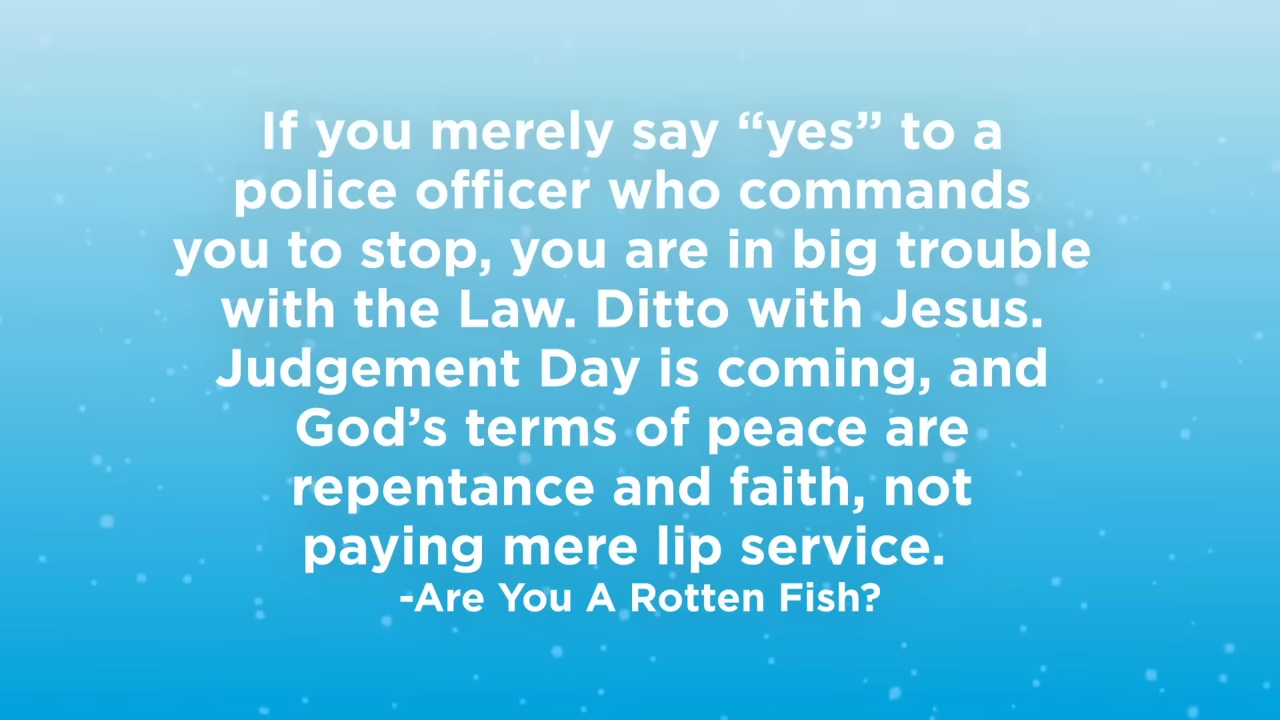 If you merely say “yes” to a
police officer who commands
you to stop, you are in big trouble
with the Law. Ditto with Jesus.
Judgement Day is coming, and
God’s terms of peace are
repentance and faith, not
paying mere lip service.
-Are You A Rotten Fish?